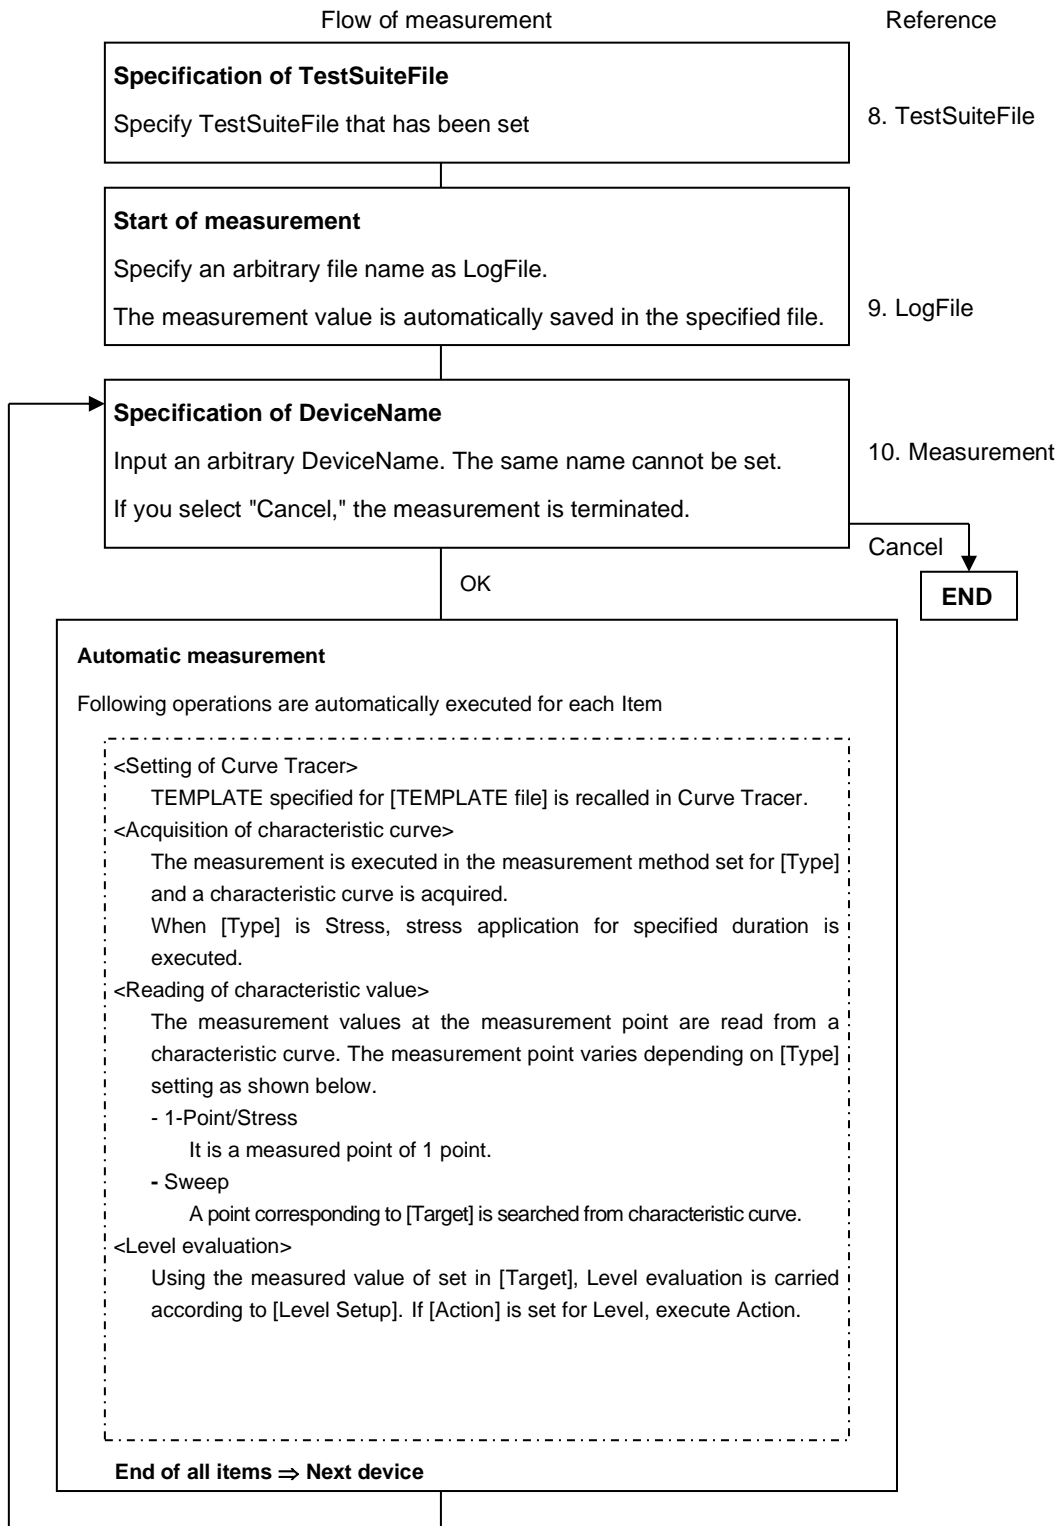 Flow of measurement
Reference
Specification of TestSuiteFile
Specify TestSuiteFile that has been set
8. TestSuiteFile
Start of measurement
Specify an arbitrary file name as LogFile.
The measurement value is automatically saved in the specified file.
9. LogFile
Specification of DeviceName
Input an arbitrary DeviceName. The same name cannot be set.
If you select "Cancel," the measurement is terminated.
10. Measurement
Cancel
END
OK
Automatic measurement
Following operations are automatically executed for each Item
<Setting of Curve Tracer>
TEMPLATE specified for [TEMPLATE file] is recalled in Curve Tracer.
<Acquisition of characteristic curve>
The measurement is executed in the measurement method set for [Type]
and a characteristic curve is acquired.
When [Type] is Stress, stress application for specified duration is
executed.
<Reading of characteristic value>
The measurement values at the measurement point are read from a
characteristic curve. The measurement point varies depending on [Type]
setting as shown below.
- 1-Point/Stress
It is a measured point of 1 point.
- Sweep
A point corresponding to [Target] is searched from characteristic curve.
<Level evaluation>
Using the measured value of set in [Target], Level evaluation is carried
according to [Level Setup]. If [Action] is set for Level, execute Action.
End of all items ⇒ Next device